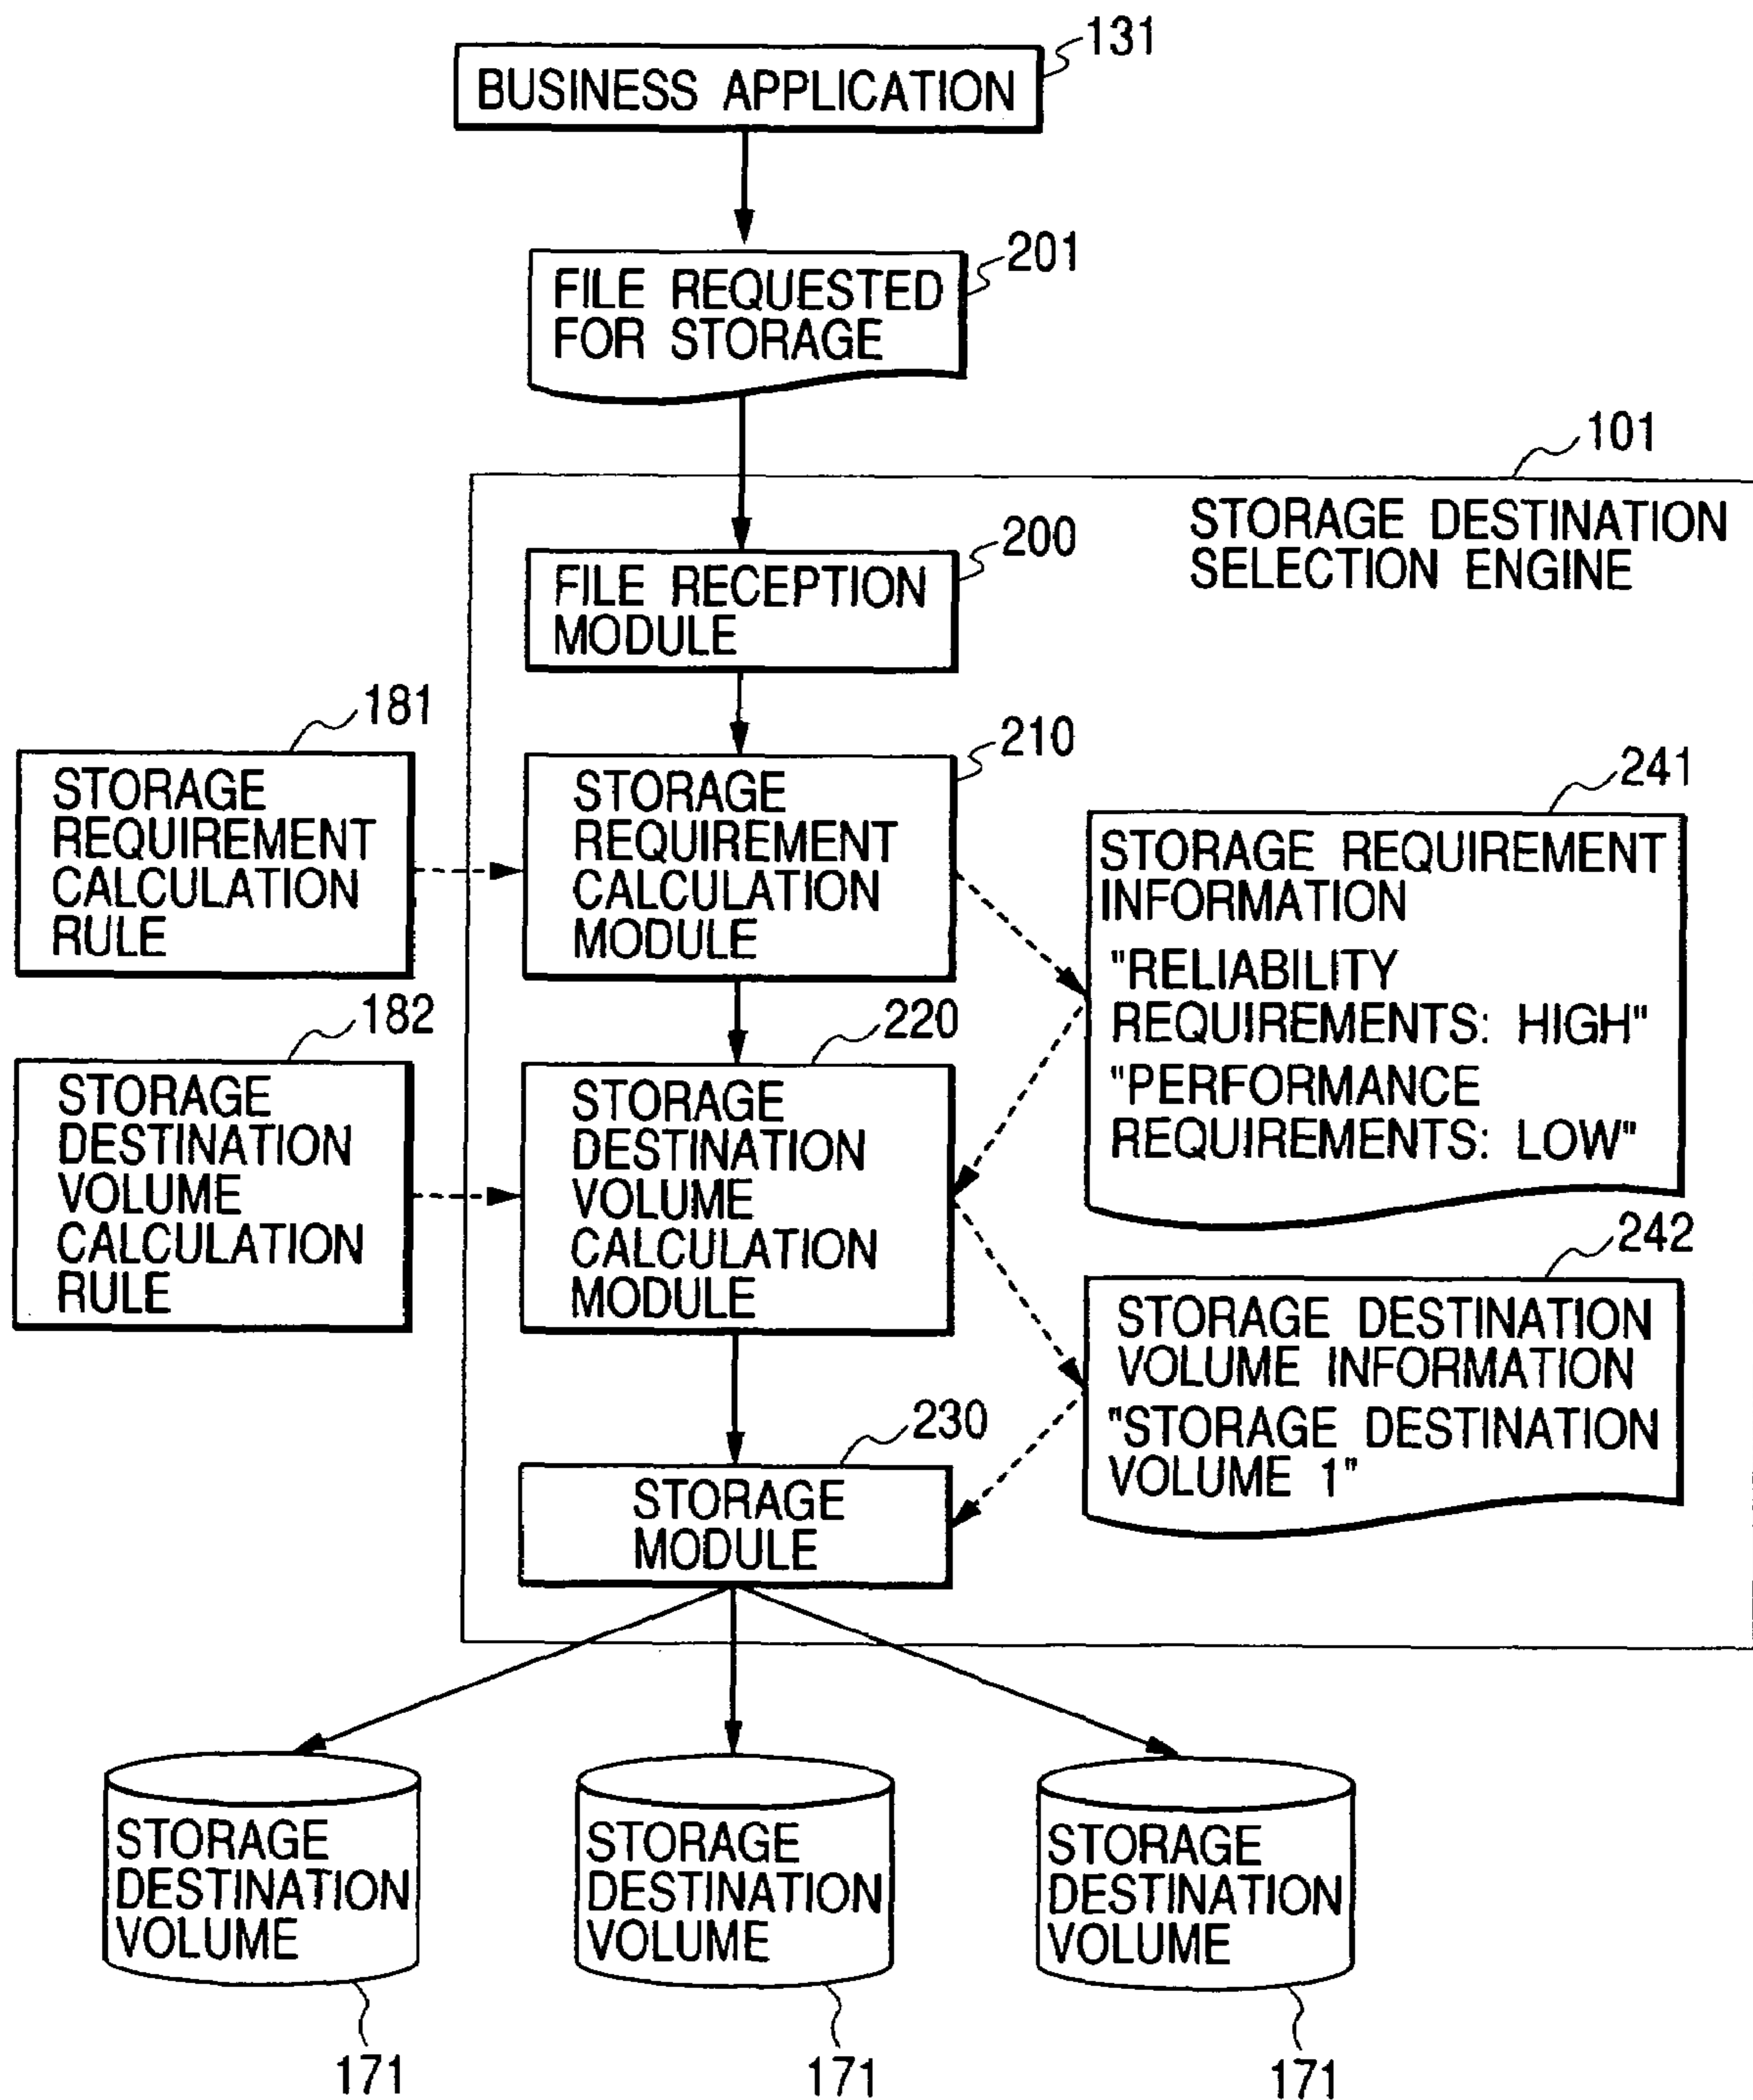 131
BUSINESS APPLICATION
201
FILE REQUESTED
FOR STORAGE
101
STORAGE DESTINATION
SELECTION ENGINE
200
FILE RECEPTION
MODULE
181
STORAGE
REQUIREMENT
CALCULATION
RULE
210
STORAGE
REQUIREMENT
CALCULATION
MODULE
241
STORAGE REQUIREMENT
INFORMATION
"RELIABILITY
REQUIREMENTS: HIGH"
"PERFORMANCE
REQUIREMENTS: LOW"
182
STORAGE
DESTINATION
VOLUME
CALCULATION
RULE
220
STORAGE
DESTINATION
VOLUME
CALCULATION
MODULE
242
STORAGE DESTINATION
VOLUME INFORMATION
"STORAGE DESTINATION
VOLUME 1"
230
STORAGE
MODULE
STORAGE
DESTINATION
VOLUME
171
STORAGE
DESTINATION
VOLUME
171
STORAGE
DESTINATION
VOLUME
171